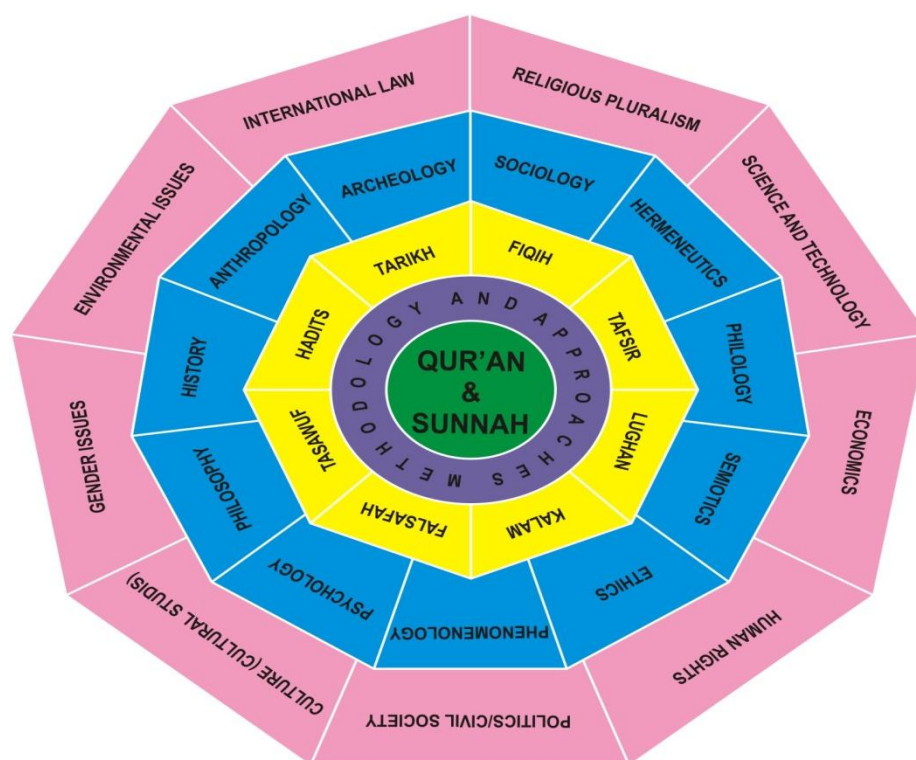 QUR'AN
&
SUNNAH
METHODOLOGY AND APPROACHES
TARIKH
FIQIH
TAFSIR
LUGHAN
KALAM
FALSAFAH
TASAWUF
HADITS
ARCHEOLOGY
SOCIOLOGY
HERMENEUTICS
PHILOLOGY
SEMIOTICS
ETHICS
PHENOMENOLOGY
PSYCHOLOGY
PHILOSOPHY
HISTORY
ANTHROPOLOGY
INTERNATIONAL LAW
RELIGIOUS PLURALISM
SCIENCE AND TECHNOLOGY
ECONOMICS
HUMAN RIGHTS
POLITICS/CIVIL SOCIETY
CULTURE (CULTURAL STUDIS)
GENDER ISSUES
ENVIRONMENTAL ISSUES